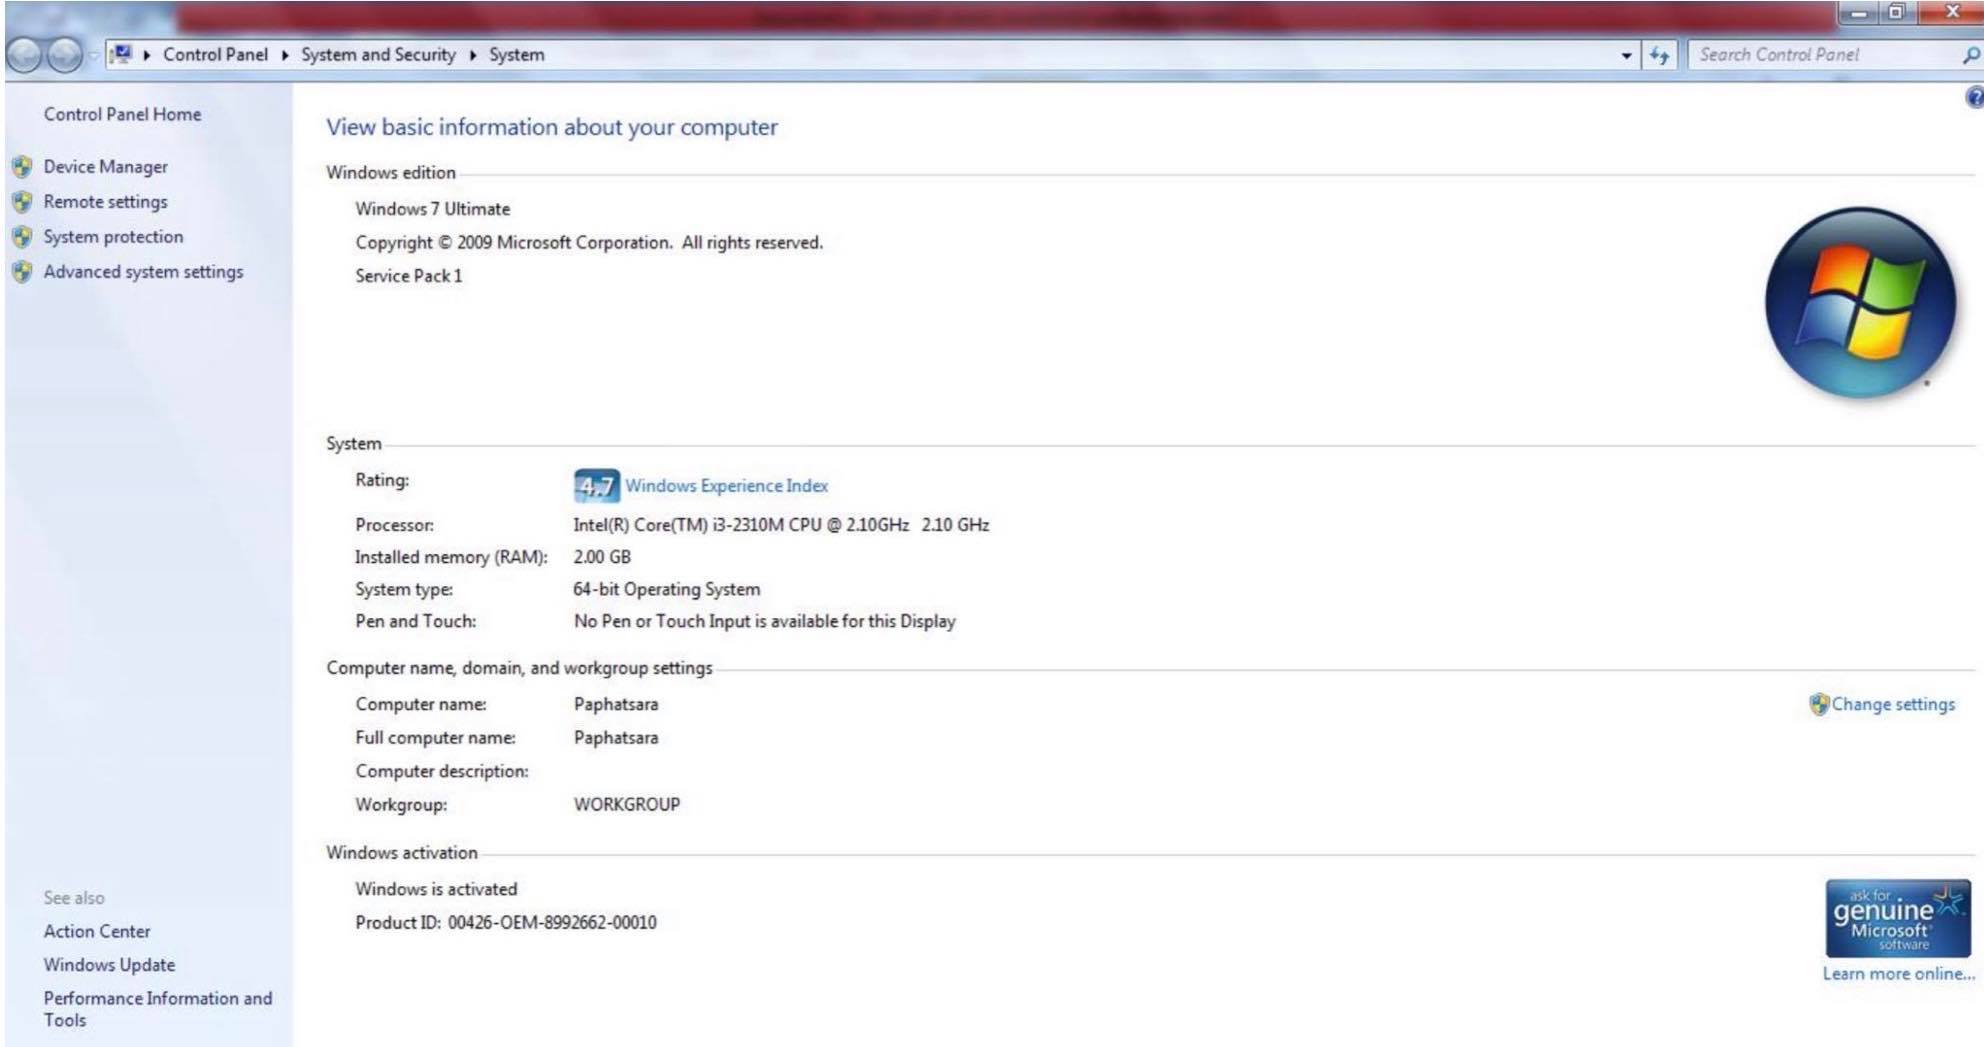 Control Panel ▸ System and Security ▸ System
Search Control Panel
Control Panel Home
Device Manager
Remote settings
System protection
Advanced system settings
See also
Action Center
Windows Update
Performance Information and
Tools
View basic information about your computer
Windows edition
Windows 7 Ultimate
Copyright © 2009 Microsoft Corporation. All rights reserved.
Service Pack 1
System
Rating: 4.7 Windows Experience Index
Processor: Intel(R) Core(TM) i3-2310M CPU @ 2.10GHz 2.10 GHz
Installed memory (RAM): 2.00 GB
System type: 64-bit Operating System
Pen and Touch: No Pen or Touch Input is available for this Display
Computer name, domain, and workgroup settings
Computer name: Paphatsara
Change settings
Full computer name: Paphatsara
Computer description:
Workgroup: WORKGROUP
Windows activation
Windows is activated
Product ID: 00426-OEM-8992662-00010
ask for
genuine
Microsoft
software
Learn more online...